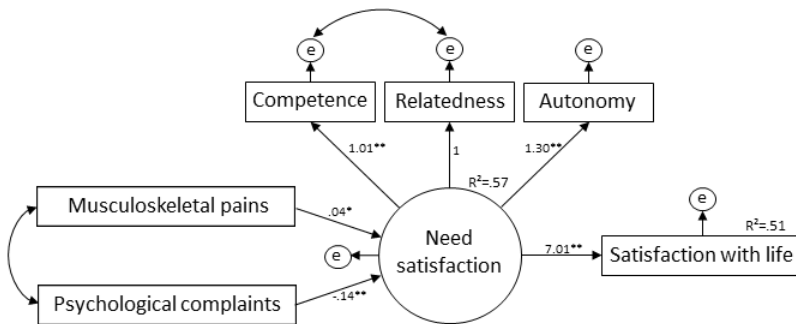 e
e
e
Competence
Relatedness
Autonomy
1.01**
1
1.30**
R²=.57
Musculoskeletal pains
.04*
Need
satisfaction
e
e
R²=.51
7.01**
Satisfaction with life
Psychological complaints
-.14**